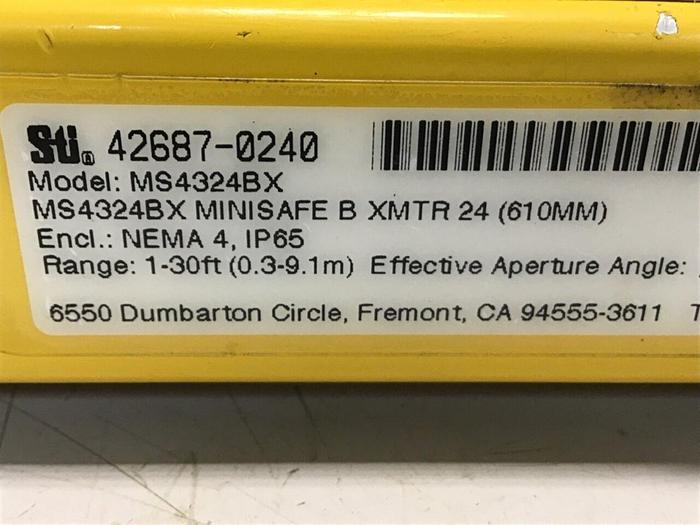 Sti® 42687-0240
Model: MS4324BX
MS4324BX MINISAFE B XMTR 24 (610MM)
Encl.: NEMA 4, IP65
Range: 1-30ft (0.3-9.1m) Effective Aperture Angle:
6550 Dumbarton Circle, Fremont, CA 94555-3611 T